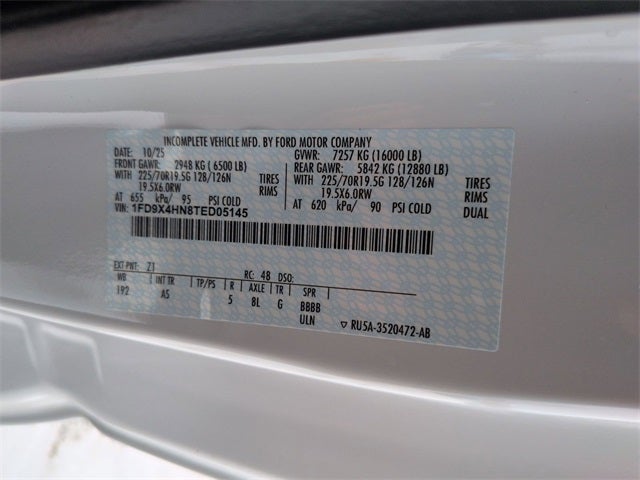 INCOMPLETE VEHICLE MFD. BY FORD MOTOR COMPANY
DATE: 10/25 GVWR: 7257 KG (16000 LB)
FRONT GAWR: 2948 KG ( 6500 LB) REAR GAWR: 5842 KG (12880 LB)
WITH 225/70R19.5G 128/126N TIRES WITH 225/70R19.5G 128/126N TIRES
19.5X6.0RW RIMS 19.5X6.0RW RIMS
AT 655 kPa/ 95 PSI COLD AT 620 kPa/ 90 PSI COLD DUAL
VIN: 1FD9X4HN8TED05145
EXT PNT: Z1 RC: 48 DSO:
WB INT TR TP/PS R AXLE TR SPR
192 AS 5 8L G BBBB
ULN ▽ RU5A-3520472-AB